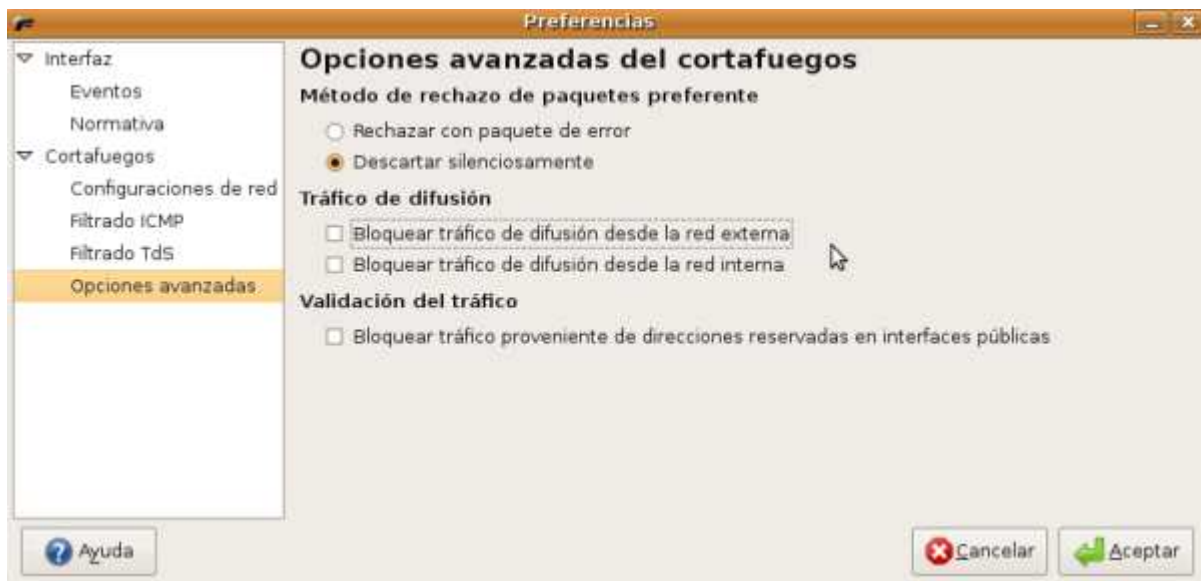 Preferencias
Interfaz
Eventos
Normativa
Cortafuegos
Configuraciones de red
Filtrado ICMP
Filtrado TdS
Opciones avanzadas
Opciones avanzadas del cortafuegos
Método de rechazo de paquetes preferente
Rechazar con paquete de error
Descartar silenciosamente
Tráfico de difusión
Bloquear tráfico de difusión desde la red externa
Bloquear tráfico de difusión desde la red interna
Validación del tráfico
Bloquear tráfico proveniente de direcciones reservadas en interfaces públicas
Ayuda
Cancelar
Aceptar